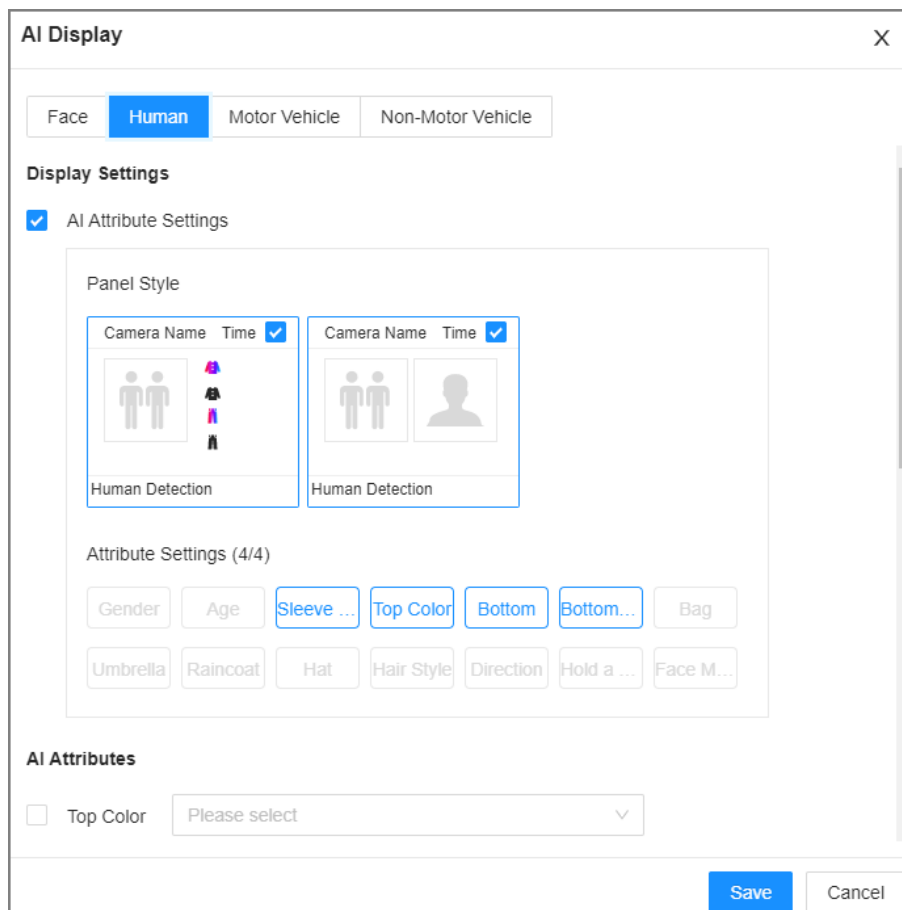 AI Display X
Face Human Motor Vehicle Non-Motor Vehicle
Display Settings
AI Attribute Settings
Panel Style
Camera Name Time Camera Name Time
Human Detection Human Detection
Attribute Settings (4/4)
Gender Age Sleeve ... Top Color Bottom Bottom... Bag
Umbrella Raincoat Hat Hair Style Direction Hold a ... Face M...
AI Attributes
Top Color Please select
Save Cancel